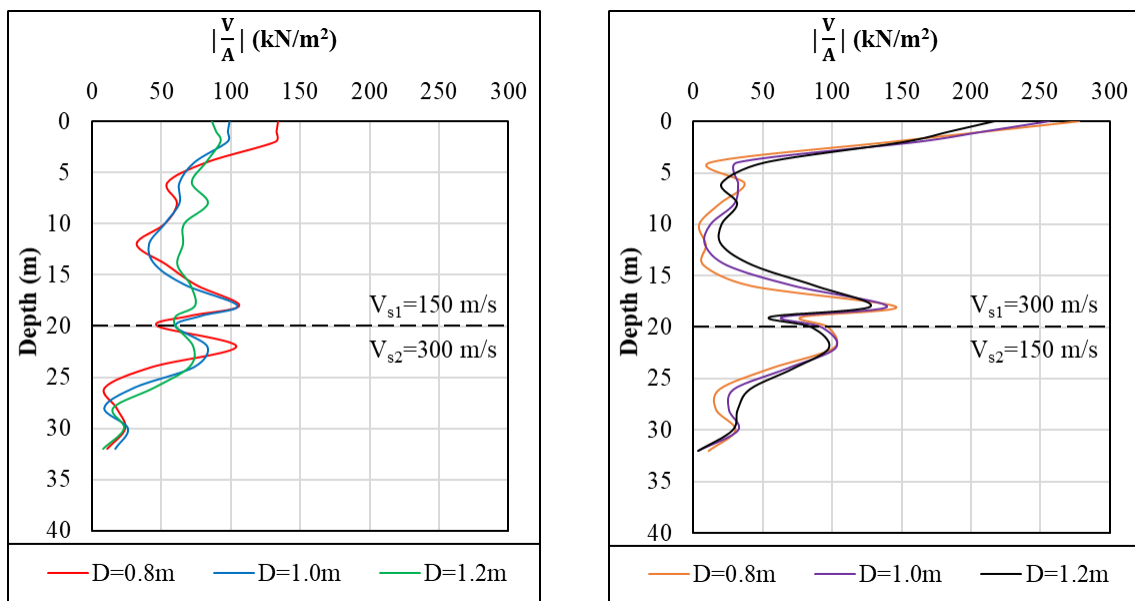 |V/A| (kN/m²)
0 50 100 150 200 250 300
0
5
10
15
20
25
30
35
40
Depth (m)
Vs1=150 m/s
Vs2=300 m/s
D=0.8m D=1.0m D=1.2m
|V/A| (kN/m²)
0 50 100 150 200 250 300
0
5
10
15
20
25
30
35
40
Depth (m)
Vs1=300 m/s
Vs2=150 m/s
D=0.8m D=1.0m D=1.2m